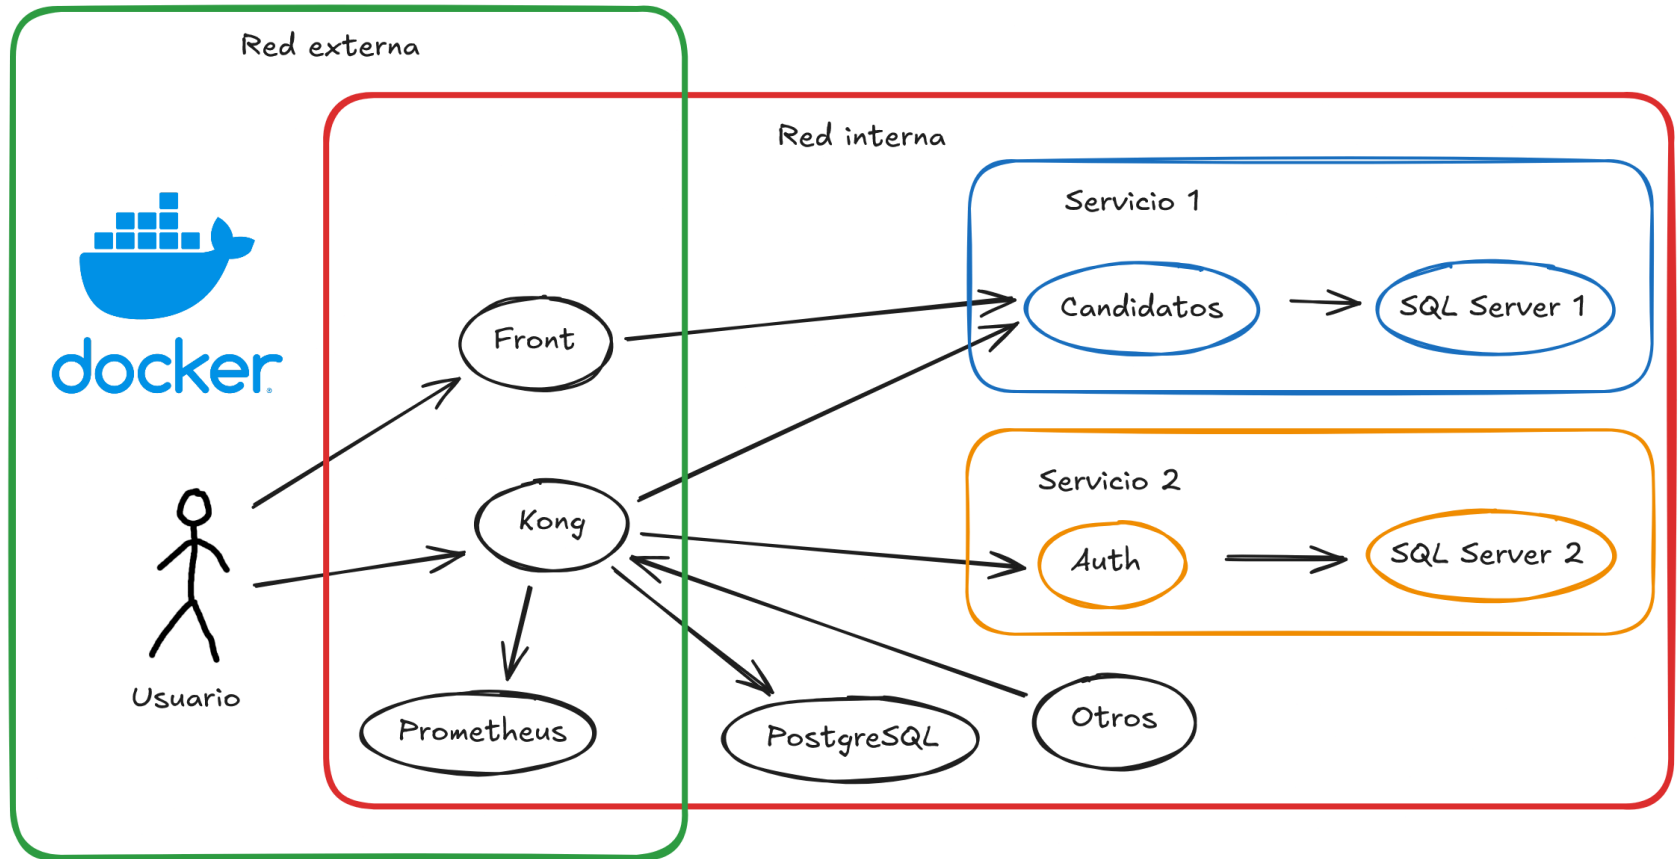 Red externa
Red interna
Servicio 1
docker
Front
Candidatos
SQL Server 1
Servicio 2
Kong
Auth
SQL Server 2
Usuario
Prometheus
PostgreSQL
Otros